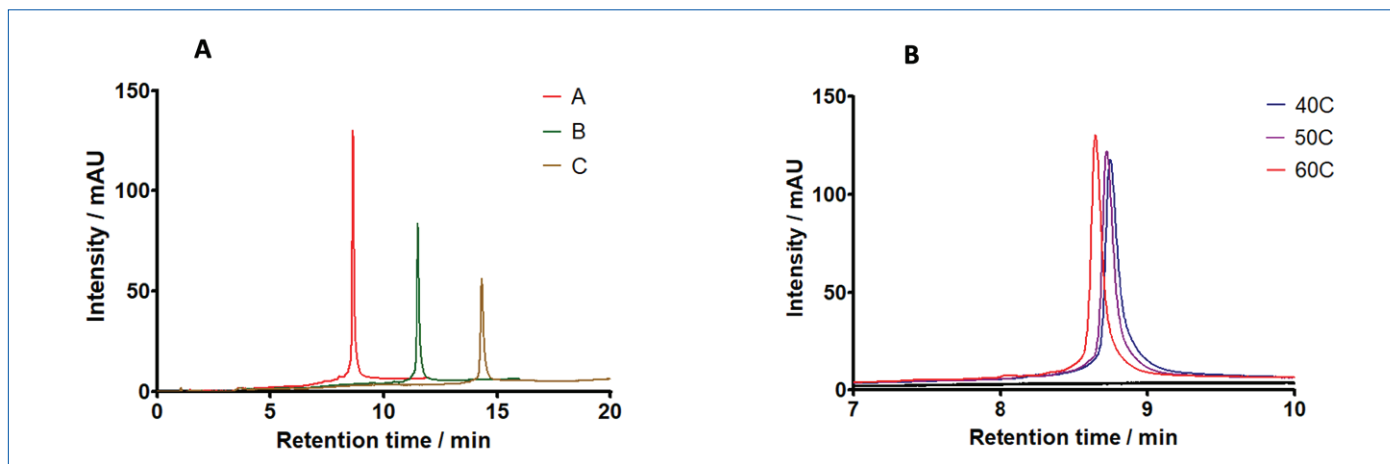 A
150
100
50
0
Intensity / mAU
0 5 10 15 20
Retention time / min
A
B
C
B
150
100
50
0
Intensity / mAU
7 8 9 10
Retention time / min
40C
50C
60C